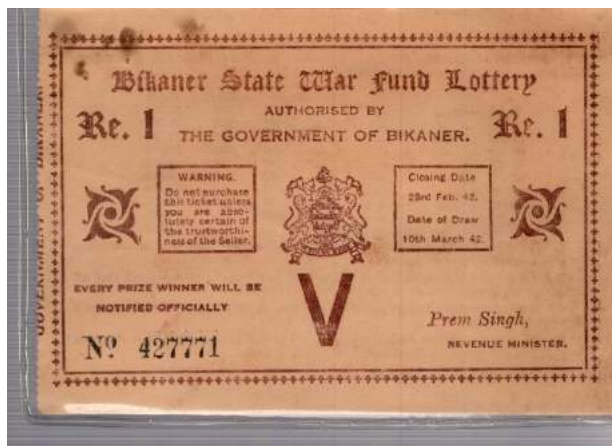 Bikaner State War Fund Lottery
Re. 1
AUTHORISED BY
THE GOVERNMENT OF BIKANER.
Re. 1
WARNING.
Do not purchase
this ticket unless
you are abso-
lutely certain of
the trustworthi-
ness of the Seller.
Closing Date
23rd Feb. 42.
Date of Draw
10th March 42.
EVERY PRIZE WINNER WILL BE
NOTIFIED OFFICIALLY
V
Prem Singh,
REVENUE MINISTER.
Nº 427771
GOVERNMENT OF BIKANER.